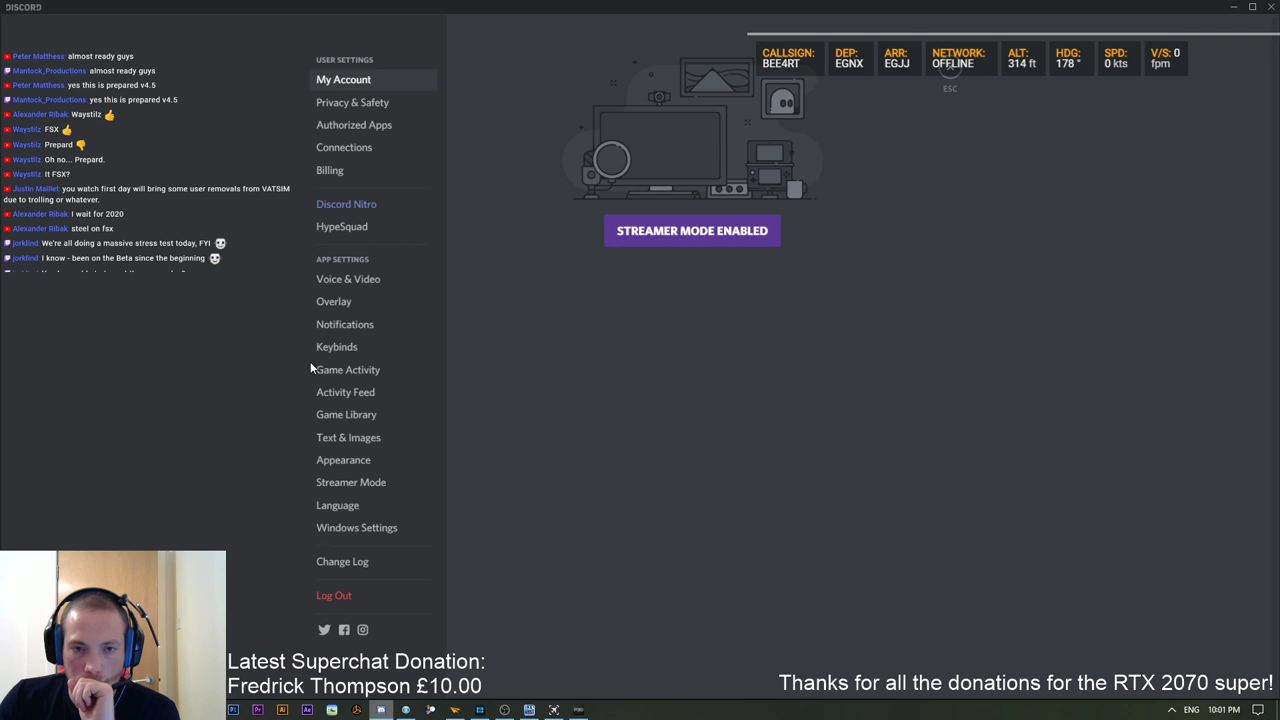 DISCORD
Peter Matthess: almost ready guys
Mantock_Productions: almost ready guys
Peter Matthess: yes this is prepared v4.5
Mantock_Productions: yes this is prepared v4.5
Alexander Ribak: Waystilz 👍
Waystilz: FSX 👍
Waystilz: Prepard 👎
Waystilz: Oh no... Prepard.
Waystilz: It FSX?
Justin Maillet: you watch first day will bring some user removals from VATSIM
due to trolling or whatever.
Alexander Ribak: I wait for 2020
Alexander Ribak: steel on fsx
jorklind: We're all doing a massive stress test today, FYI
jorklind: I know - been on the Beta since the beginning
USER SETTINGS
My Account
Privacy & Safety
Authorized Apps
Connections
Billing
Discord Nitro
HypeSquad
APP SETTINGS
Voice & Video
Overlay
Notifications
Keybinds
Game Activity
Activity Feed
Game Library
Text & Images
Appearance
Streamer Mode
Language
Windows Settings
Change Log
Log Out
CALLSIGN: DEP: ARR: NETWORK: ALT: HDG: SPD: V/S: 0
BEE4RT EGNX EGJJ OFFLINE 314 ft 178 ° 0 kts fpm
ESC
STREAMER MODE ENABLED
Latest Superchat Donation:
Fredrick Thompson £10.00
Thanks for all the donations for the RTX 2070 super!
Pt Pr Ai Ae
ENG 10:01 PM